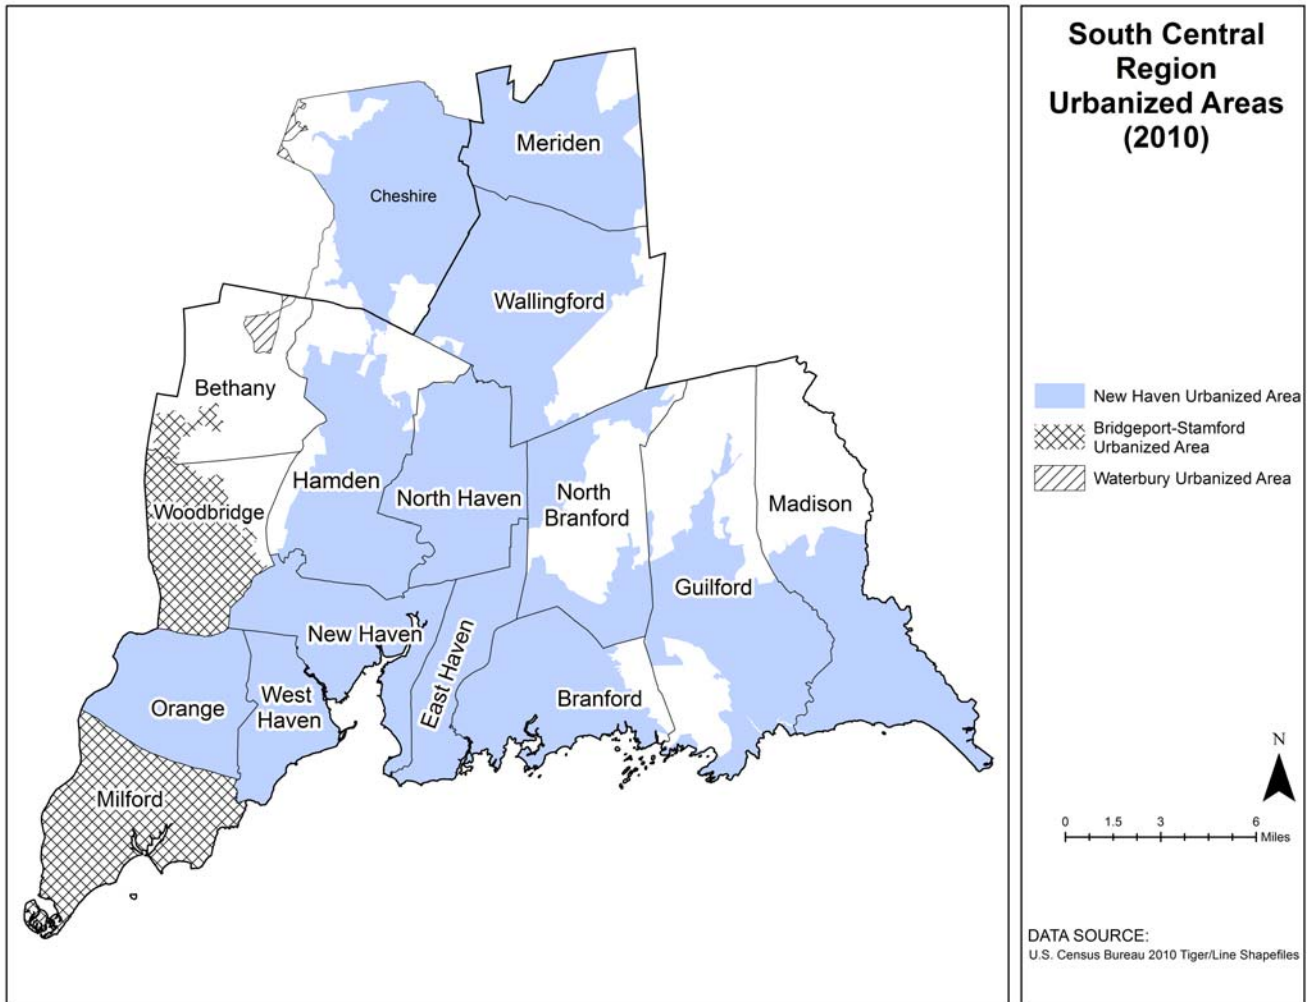 South Central
Region
Urbanized Areas
(2010)
Meriden
Cheshire
Wallingford
Bethany
Hamden
North Haven
North
Branford
Madison
Woodbridge
Guilford
New Haven
East Haven
West
Haven
Branford
Orange
Milford
New Haven Urbanized Area
Bridgeport-Stamford
Urbanized Area
Waterbury Urbanized Area
N
0 1.5 3 6
Miles
DATA SOURCE:
U.S. Census Bureau 2010 Tiger/Line Shapefiles